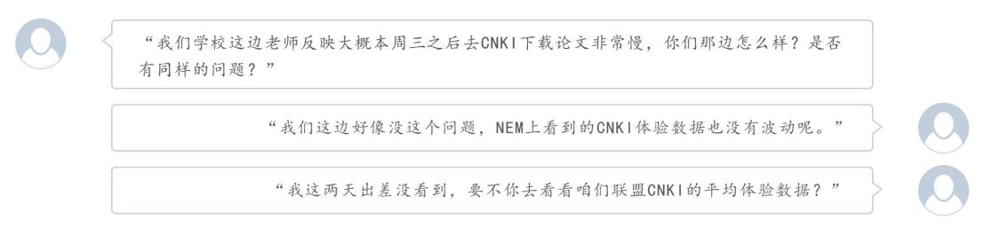 “我们学校这边老师反映大概本周三之后去CNKI下载论文非常慢，你们那边怎么样？是否
有同样的问题？”
“我们这边好像没这个问题，NEM上看到的CNKI体验数据也没有波动呢。”
“我这两天出差没看到，要不你去看看咱们联盟CNKI的平均体验数据？”